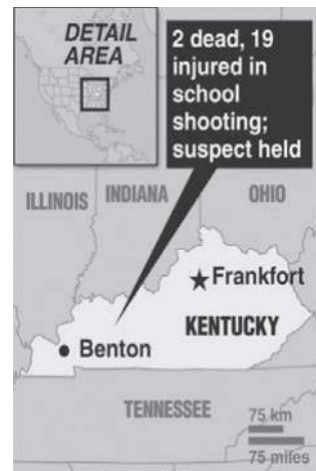 DETAIL
AREA
2 dead, 19
injured in
school
shooting;
suspect held
ILLINOIS
INDIANA
OHIO
Frankfort
KENTUCKY
Benton
TENNESSEE
75 km
75 miles